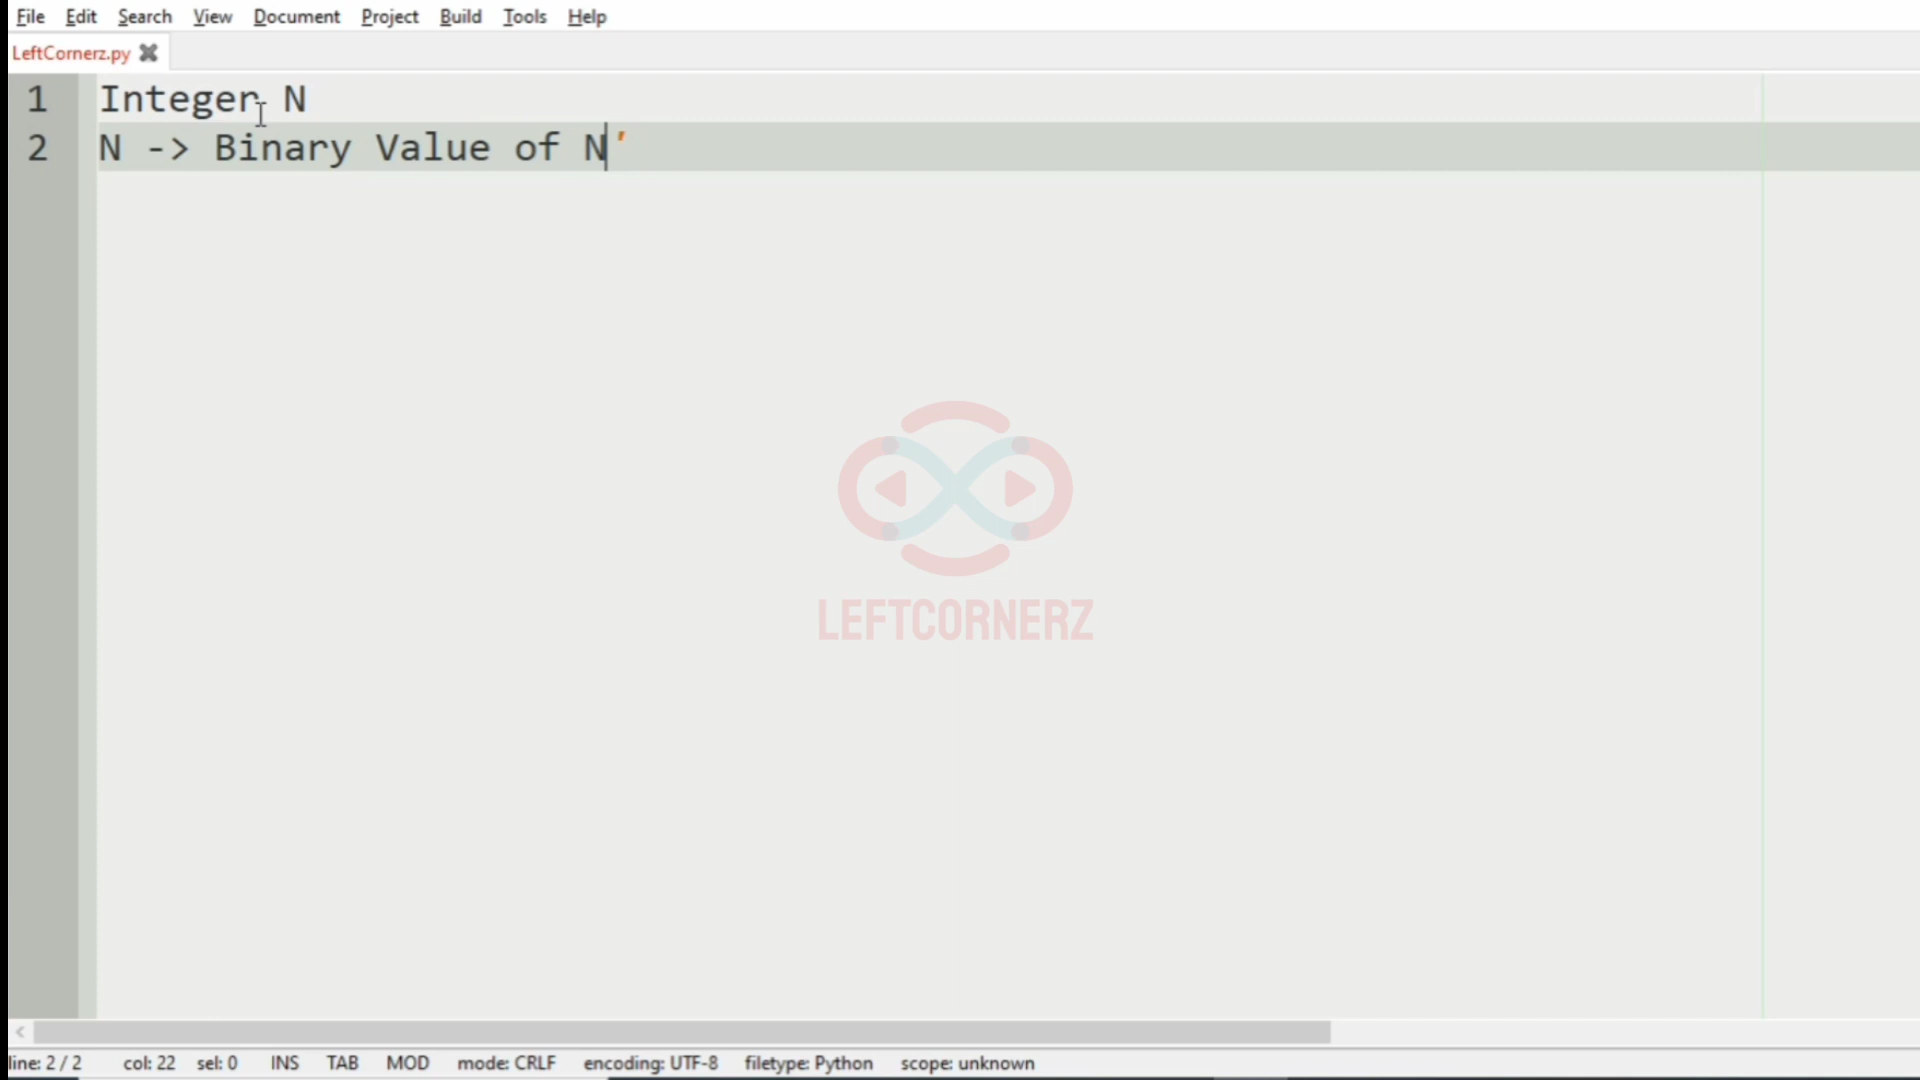 File Edit Search View Document Project Build Tools Help
LeftCornerz.py
1 Integer N
2 N -> Binary Value of N'
LEFTCORNERZ
line: 2 / 2 col: 22 sel: 0 INS TAB MOD mode: CRLF encoding: UTF-8 filetype: Python scope: unknown